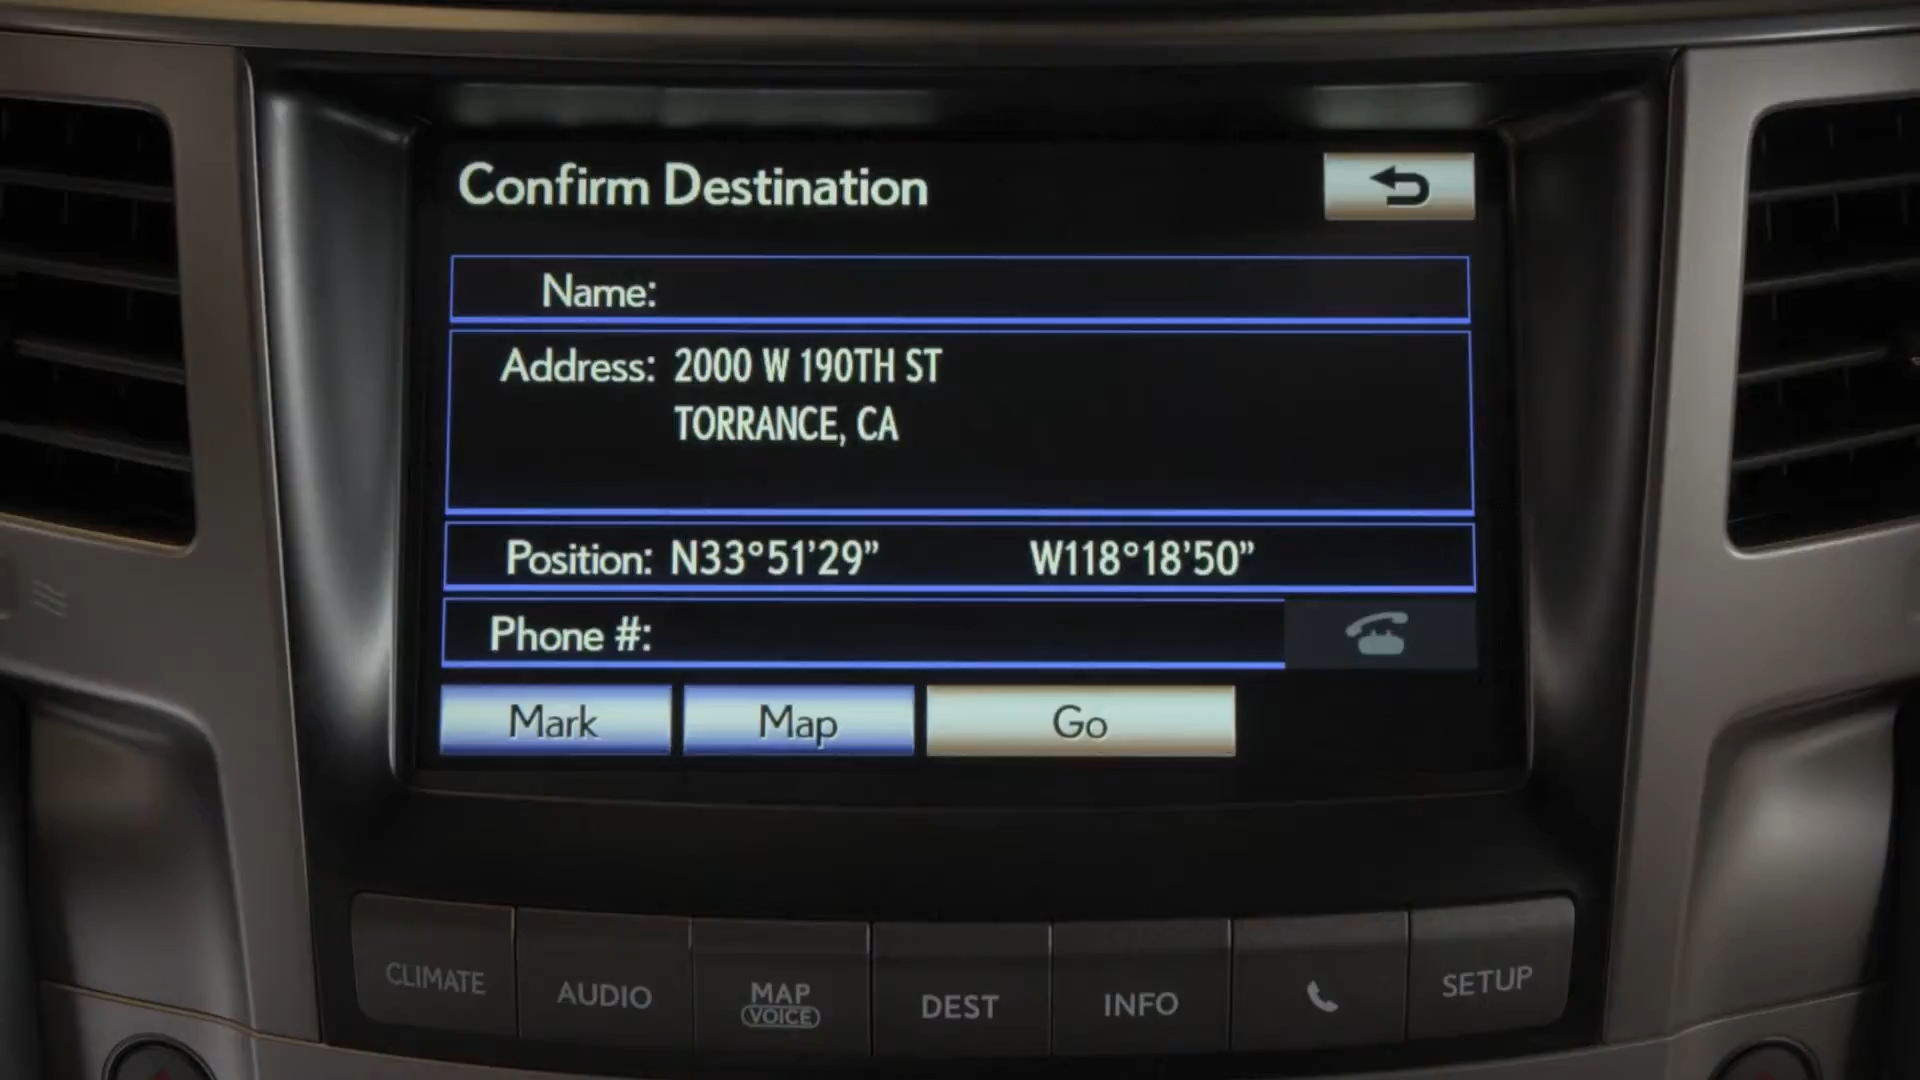 Confirm Destination
Name:
Address: 2000 W 190TH ST
TORRANCE, CA
Position: N33°51'29” W118°18'50”
Phone #:
Mark Map Go
CLIMATE AUDIO MAP VOICE DEST INFO SETUP